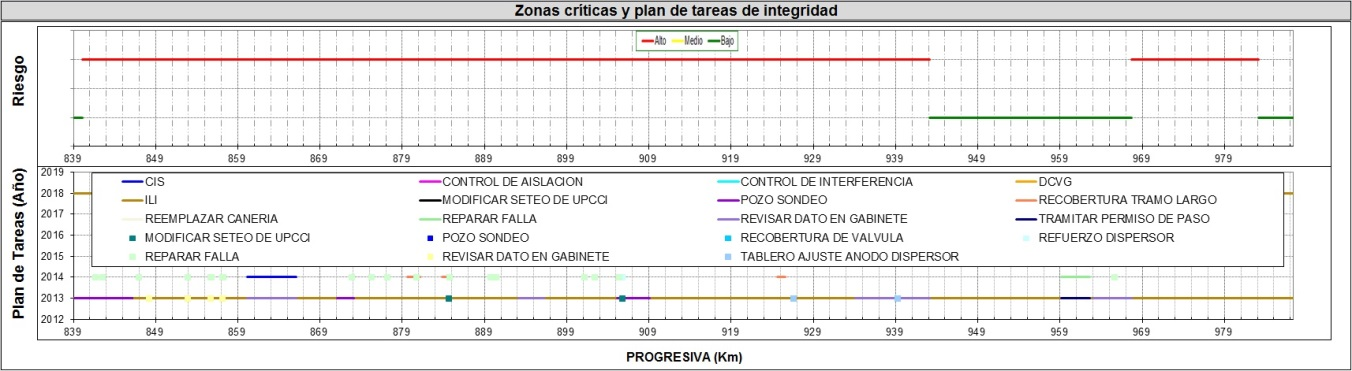 Zonas críticas y plan de tareas de integridad
Alto Medio Bajo
Riesgo
839 849 859 869 879 889 899 909 919 929 939 949 959 969 979
Plan de Tareas (Año)
2019
2018
2017
2016
2015
2014
2013
2012
CIS CONTROL DE AISLACION CONTROL DE INTERFERENCIA DCVG
ILI MODIFICAR SETEO DE UPCCI POZO SONDEO RECOBERTURA TRAMO LARGO
REEMPLAZAR CANERIA REPARAR FALLA REVISAR DATO EN GABINETE TRAMITAR PERMISO DE PASO
MODIFICAR SETEO DE UPCCI POZO SONDEO RECOBERTURA DE VALVULA REFUERZO DISPERSOR
REPARAR FALLA REVISAR DATO EN GABINETE TABLERO AJUSTE ANODO DISPERSOR
839 849 859 869 879 889 899 909 919 929 939 949 959 969 979
PROGRESIVA (Km)